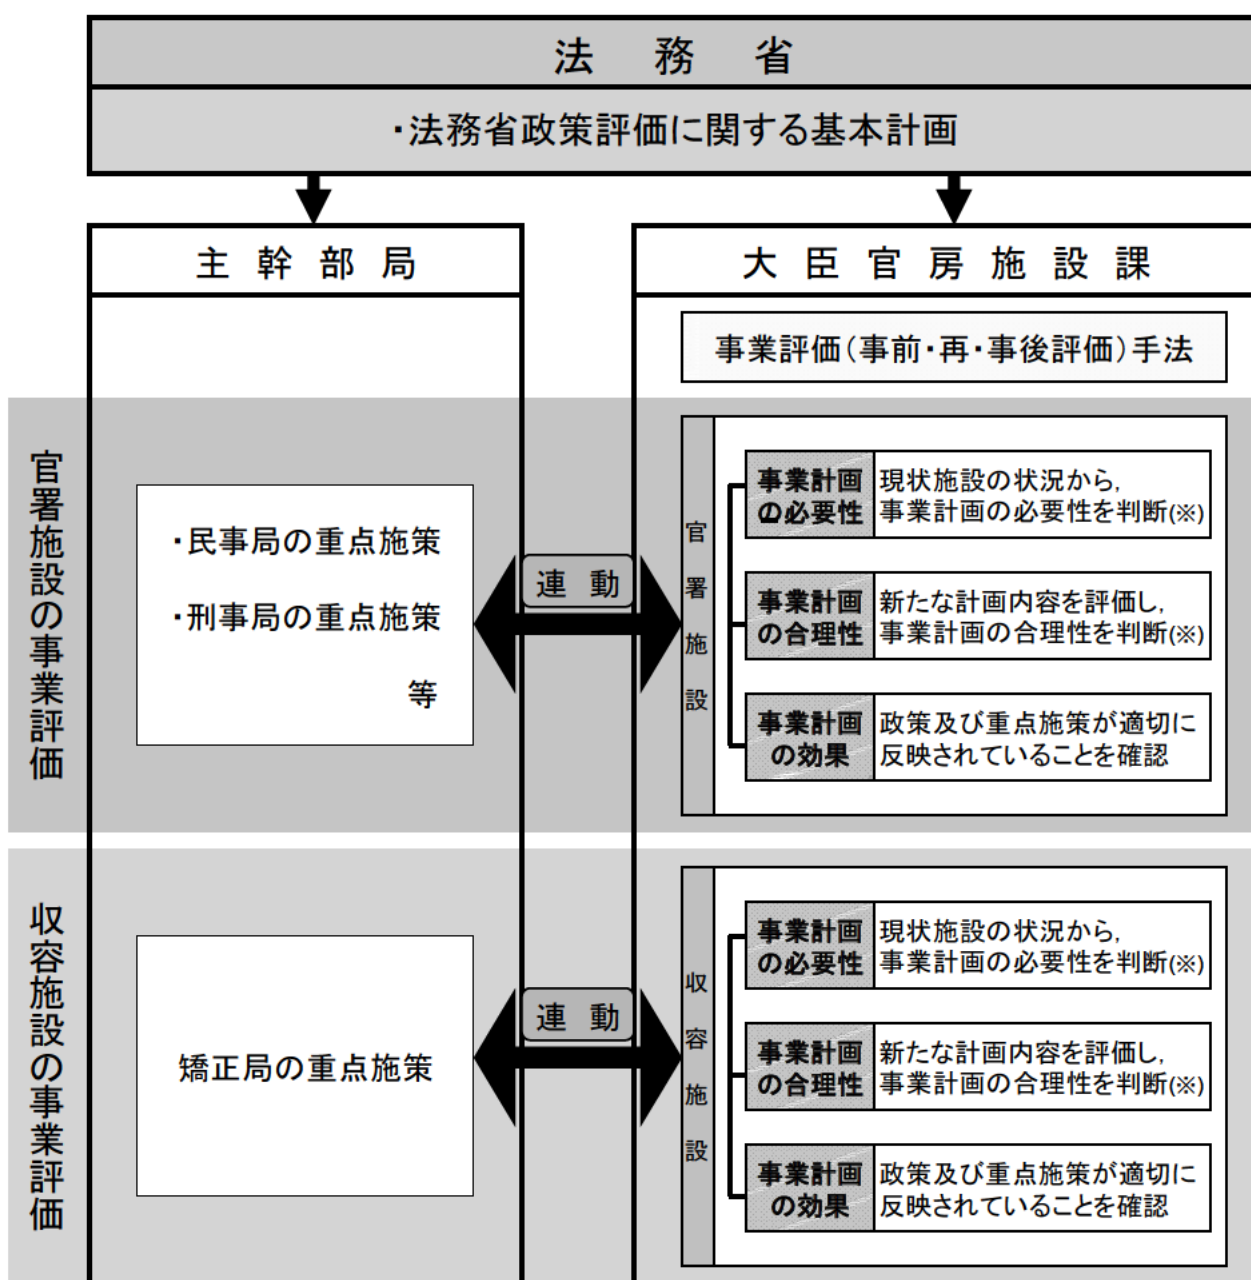 法務省
・法務省政策評価に関する基本計画
主幹部局
大臣官房施設課
事業評価(事前・再・事後評価)手法
官署施設の事業評価
・民事局の重点施策
・刑事局の重点施策
等
連動
官署施設
事業計画
の必要性
現状施設の状況から,
事業計画の必要性を判断(※)
事業計画
の合理性
新たな計画内容を評価し,
事業計画の合理性を判断(※)
事業計画
の効果
政策及び重点施策が適切に
反映されていることを確認
収容施設の事業評価
矯正局の重点施策
連動
収容施設
事業計画
の必要性
現状施設の状況から,
事業計画の必要性を判断(※)
事業計画
の合理性
新たな計画内容を評価し,
事業計画の合理性を判断(※)
事業計画
の効果
政策及び重点施策が適切に
反映されていることを確認